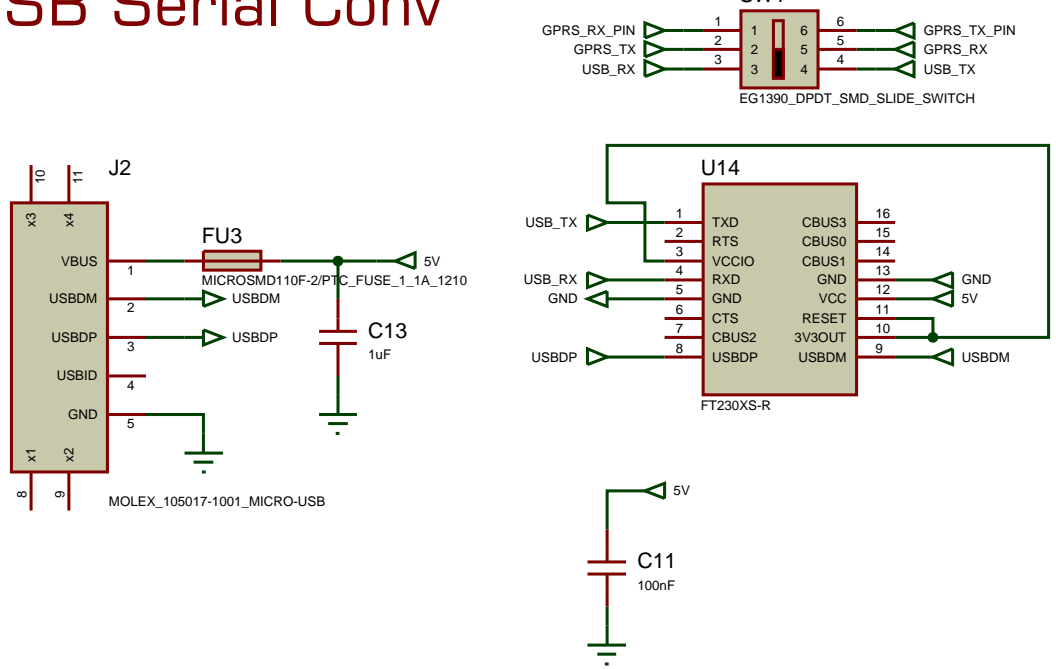 SB Serial Conv
GPRS_RX_PIN 1 1 6 6 GPRS_TX_PIN
GPRS_TX 2 2 5 5 GPRS_RX
USB_RX 3 3 4 4 USB_TX
EG1390_DPDT_SMD_SLIDE_SWITCH
J2
10 11
x3 x4
VBUS 1
USBDM 2
USBDP 3
USBID 4
GND 5
x1 x2
8 9
MOLEX_105017-1001_MICRO-USB
FU3
5V
MICROSMD110F-2/PTC_FUSE_1_1A_1210
USBDM
USBDP
C13
1uF
U14
USB_TX 1 TXD CBUS3 16
2 RTS CBUS0 15
3 VCCIO CBUS1 14
USB_RX 4 RXD GND 13 GND
GND 5 GND VCC 12 5V
6 CTS RESET 11
7 CBUS2 3V3OUT 10
USBDP 8 USBDP USBDM 9 USBDM
FT230XS-R
5V
C11
100nF